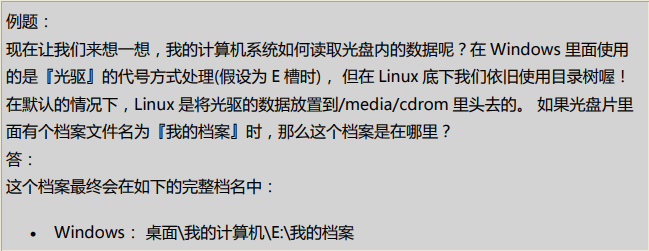 例题：
现在让我们来想一想，我的计算机系统如何读取光盘内的数据呢？在 Windows 里面使用
的是『光驱』的代号方式处理(假设为 E 槽时)， 但在 Linux 底下我们依旧使用目录树喔！
在默认的情况下，Linux 是将光驱的数据放置到/media/cdrom 里头去的。 如果光盘片里
面有个档案文件名为『我的档案』时，那么这个档案是在哪里？
答：
这个档案最终会在如下的完整档名中：
• Windows： 桌面\我的计算机\E:\我的档案